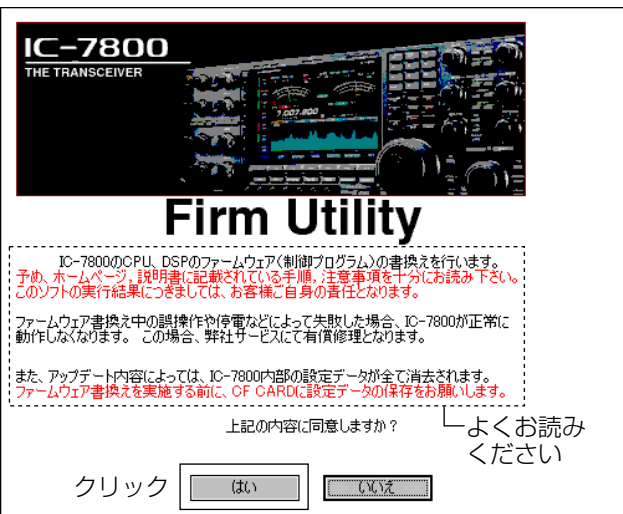 IC-7800
THE TRANSCEIVER
7.007.800
Firm Utility
IC-7800のCPU、DSPのファームウェア(制御プログラム)の書換えを行います。
予め、ホームページ,説明書に記載されている手順,注意事項を十分にお読み下さい。
このソフトの実行結果につきましては、お客様ご自身の責任となります。
ファームウェア書換え中の誤操作や停電などによって失敗した場合、IC-7800が正常に
動作しなくなります。 この場合、弊社サービスにて有償修理となります。
また、アップデート内容によっては、IC-7800内部の設定データが全て消去されます。
ファームウェア書換えを実施する前に、CF CARDに設定データの保存をお願いします。
上記の内容に同意しますか?
よくお読み
ください
クリック
はい
いいえ